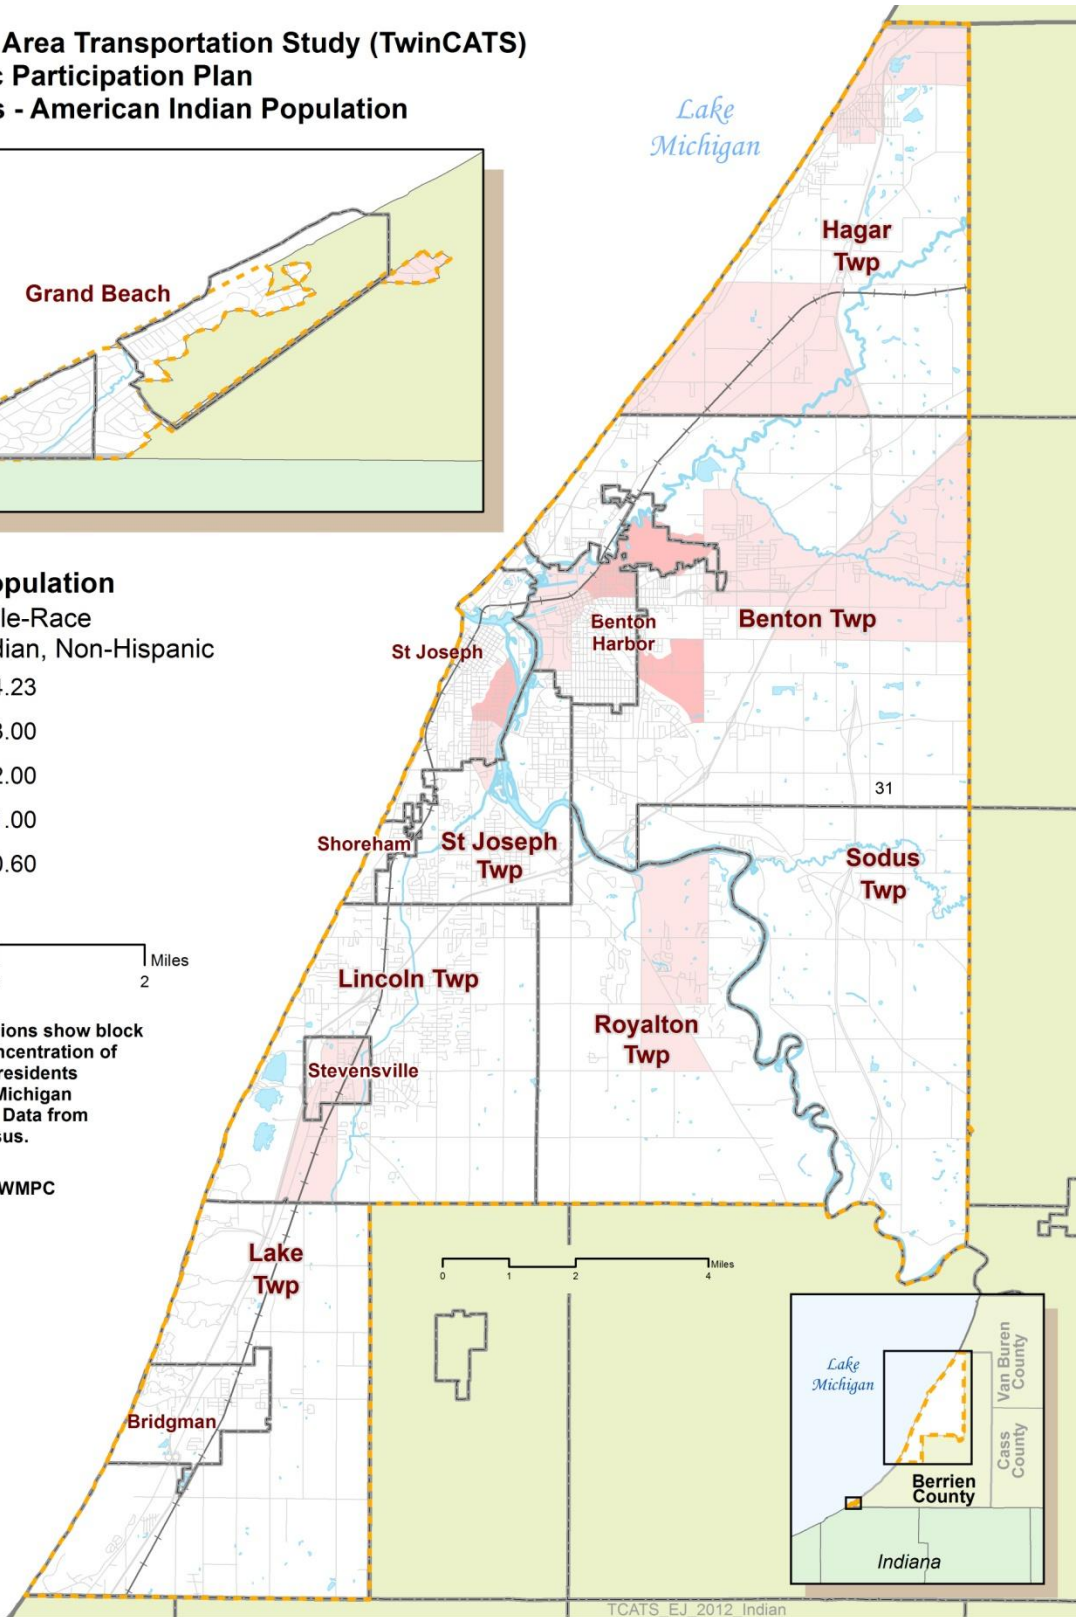 Area Transportation Study (TwinCATS)
Participation Plan
- American Indian Population
Lake
Michigan
Hagar
Twp
Grand Beach
le-Race
Non-Hispanic
.23
.00
.00
.00
.60
Benton Twp
Benton
Harbor
St Joseph
31
Shoreham
St Joseph
Twp
Sodus
Twp
Miles
2
Lincoln Twp
Royalton
Twp
Stevensville
ions show block
ncentration of
residents
Michigan
Data from
sus.
WMPC
Lake
Twp
0 1 2 4 Miles
Bridgman
Lake
Michigan
Van Buren
County
Cass
County
Berrien
County
Indiana
TCATS_EJ_2012_Indian